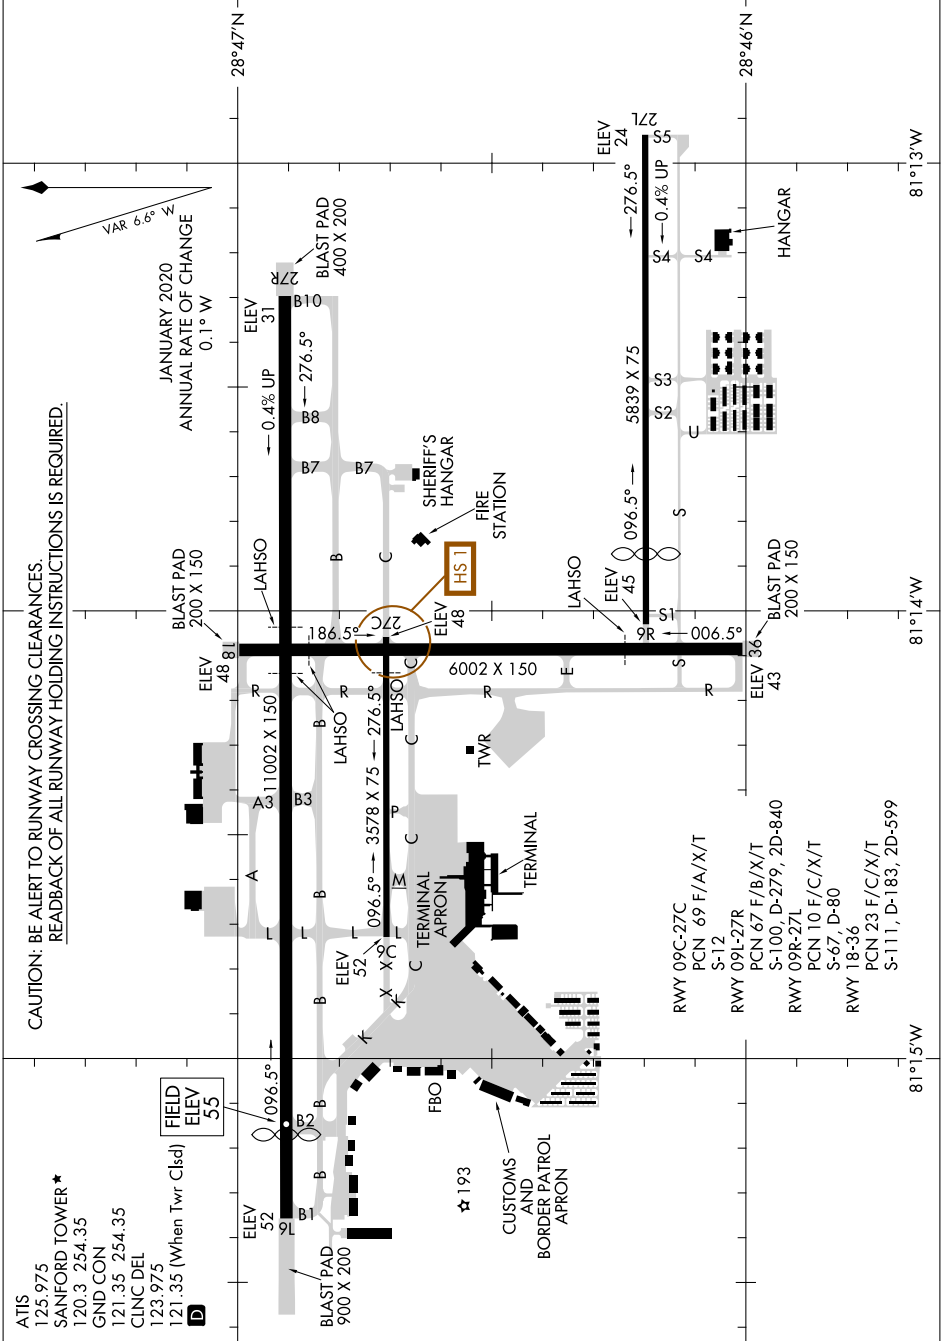 CAUTION: BE ALERT TO RUNWAY CROSSING CLEARANCES.
READBACK OF ALL RUNWAY HOLDING INSTRUCTIONS IS REQUIRED.
ATIS
125.975
SANFORD TOWER★
120.3 254.35
GND CON
121.35 254.35
CLNC DEL
123.975
121.35 (When Twr Clsd)
D
JANUARY 2020
ANNUAL RATE OF CHANGE
0.1° W
VAR 6.6° W
28°47'N
28°46'N
81°13'W
81°14'W
81°15'W
FIELD
ELEV
55
ELEV
52
9L
BLAST PAD
900 X 200
B1
B2
096.5°
11002 X 150
0.4% UP
276.5°
ELEV
31
27R
BLAST PAD
400 X 200
B10
B8
B7
B7
B
B
B
B
B
B
B3
A3
A
L
L
L
L
R
R
R
R
BLAST PAD
200 X 150
ELEV
48
18
LAHSO
LAHSO
186.5°
27C
ELEV
48
HS 1
LAHSO
276.5°
3578 X 75
096.5°
ELEV
52
9C
X
X
K
K
M
P
C
C
C
C
C
SHERIFF'S
HANGAR
FIRE
STATION
TERMINAL
APRON
TERMINAL
TWR
6002 X 150
E
S
LAHSO
ELEV
45
9R
006.5°
36
ELEV
43
BLAST PAD
200 X 150
S1
096.5°
5839 X 75
276.5°
0.4% UP
ELEV
24
27L
S5
S4
S4
S3
S2
S
U
HANGAR
FBO
193
CUSTOMS
AND
BORDER PATROL
APRON
RWY 09C-27C
PCN 69 F/A/X/T
S-12
RWY 09L-27R
PCN 67 F/B/X/T
S-100, D-279, 2D-840
RWY 09R-27L
PCN 10 F/C/X/T
S-67, D-80
RWY 18-36
PCN 23 F/C/X/T
S-111, D-183, 2D-599